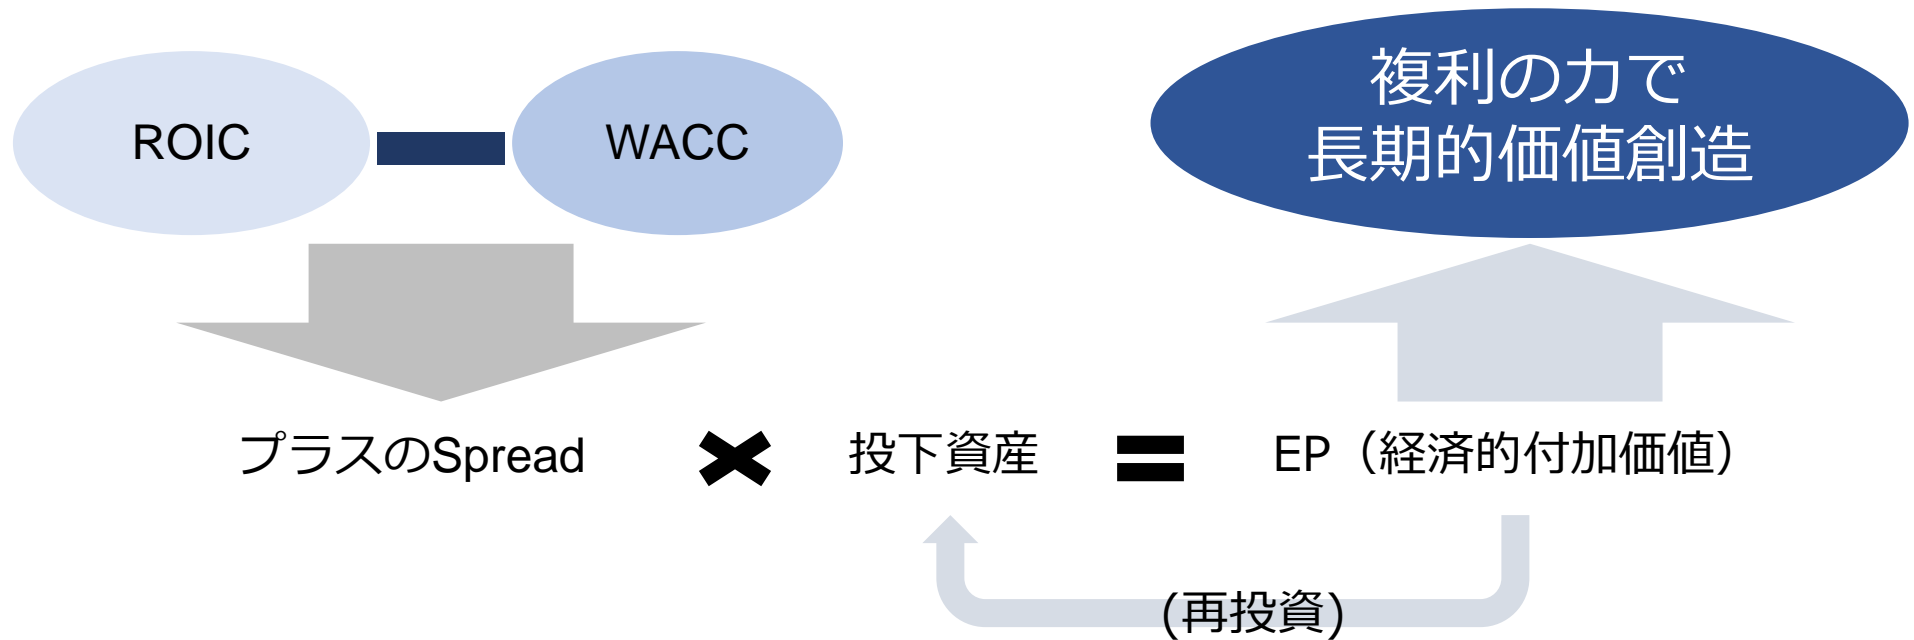 ROIC
WACC
複利の力で
長期的価値創造
プラスのSpread
投下資産
EP（経済的付加価値）
(再投資)